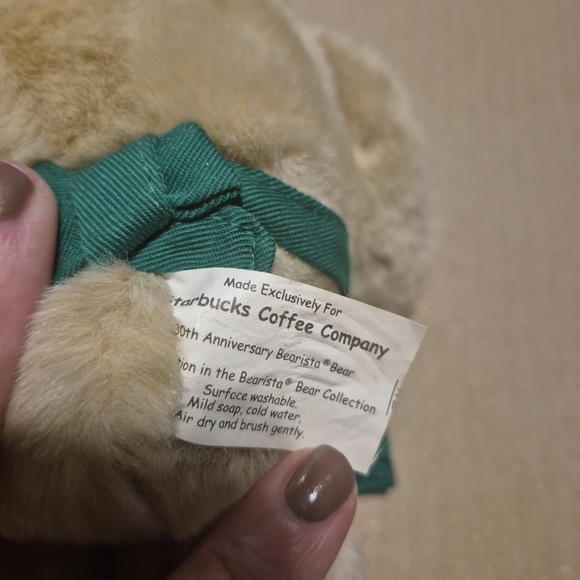 Made Exclusively For
Starbucks Coffee Company
30th Anniversary Bearista® Bear
tion in the Bearista® Bear Collection
Surface washable.
Mild soap, cold water,
Air dry and brush gently.